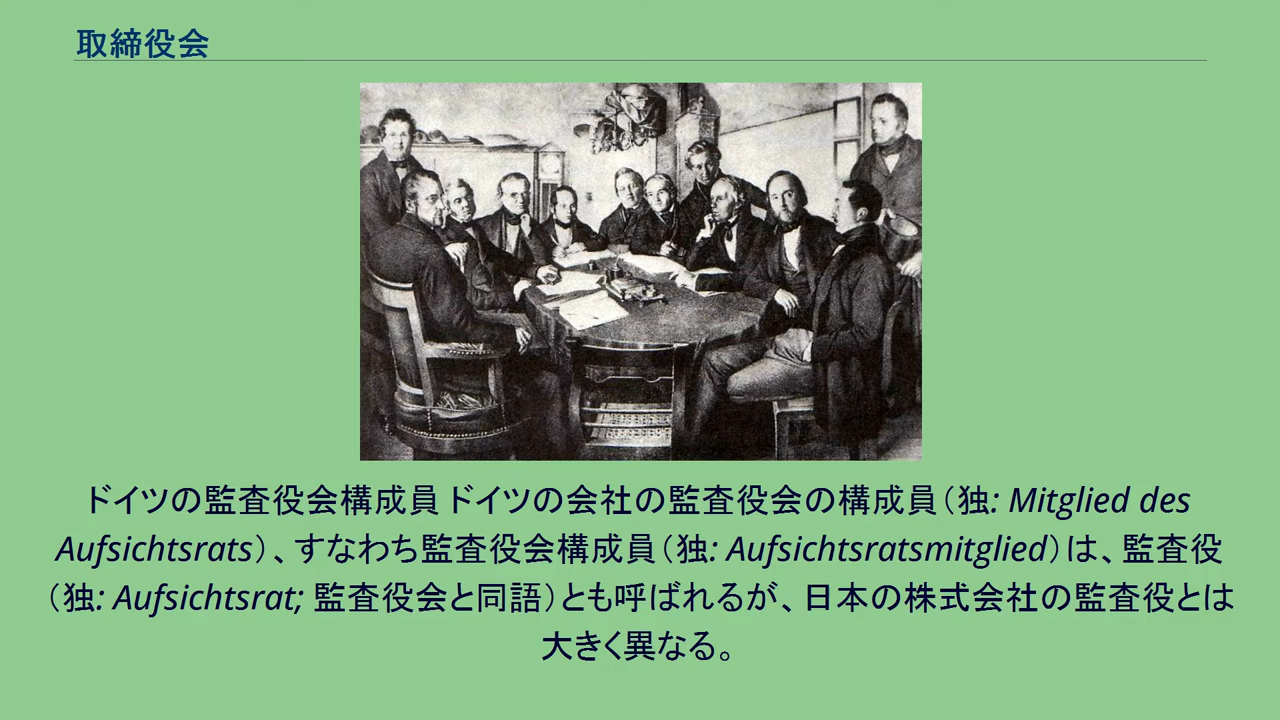 取締役会
ドイツの監査役会構成員 ドイツの会社の監査役会の構成員（独: Mitglied des
Aufsichtsrats）、すなわち監査役会構成員（独: Aufsichtsratsmitglied）は、監査役
（独: Aufsichtsrat; 監査役会と同語）とも呼ばれるが、日本の株式会社の監査役とは
大きく異なる。